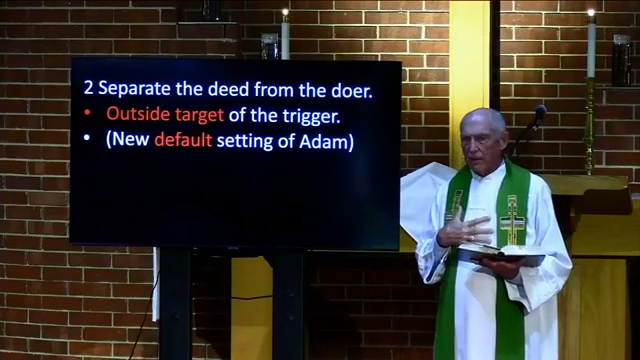 2 Separate the deed from the doer.
• Outside target of the trigger.
• (New default setting of Adam)